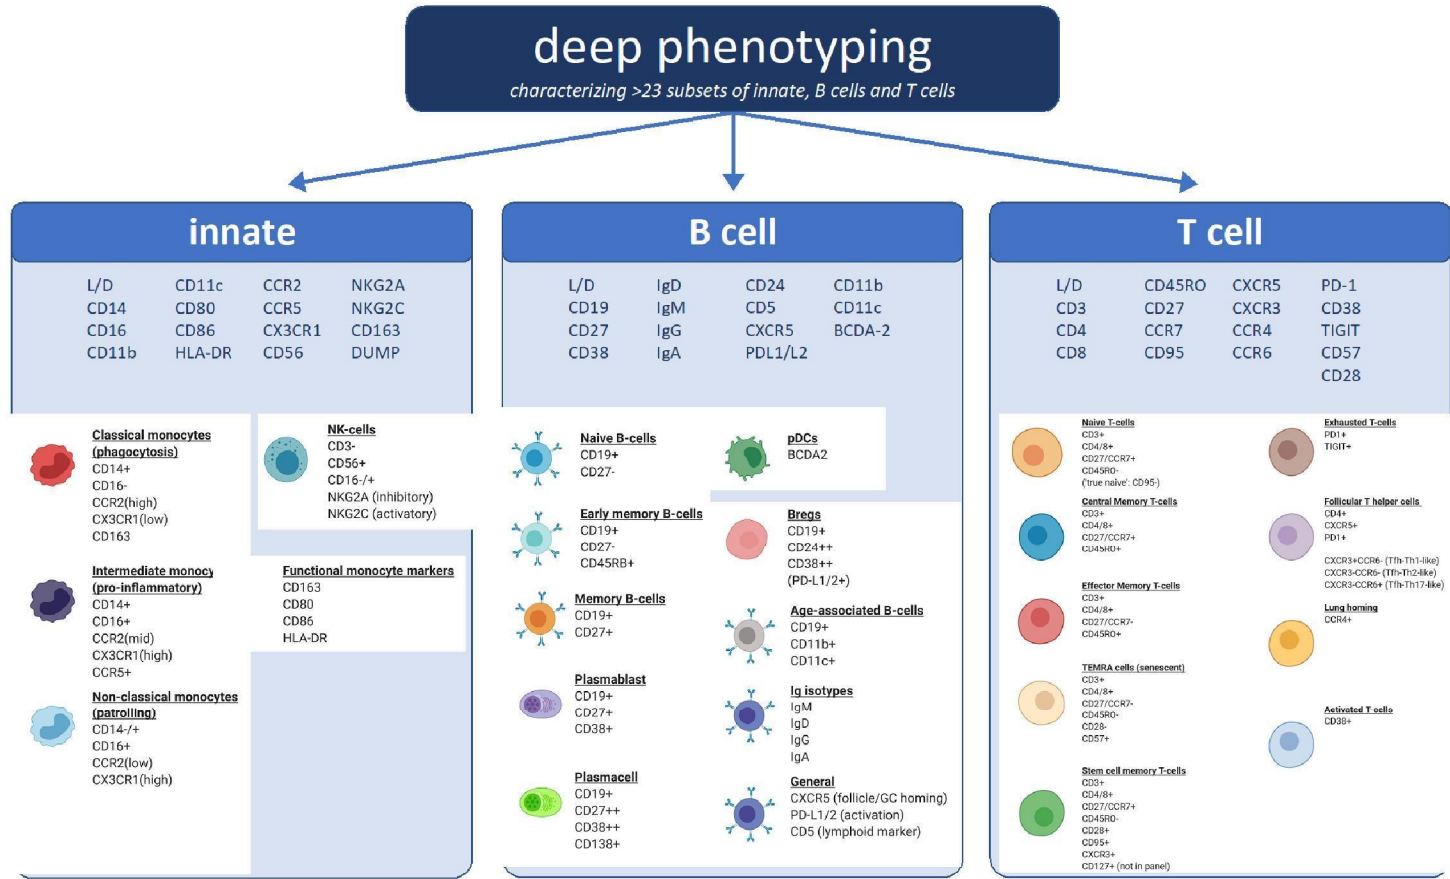 deep phenotyping
characterizing >23 subsets of innate, B cells and T cells
innate
L/D CD11c CCR2 NKG2A
CD14 CD80 CCR5 NKG2C
CD16 CD86 CX3CR1 CD163
CD11b HLA-DR CD56 DUMP
Classical monocytes
(phagocytosis)
CD14+
CD16-
CCR2(high)
CX3CR1(low)
CD163
Intermediate monocy
(pro-inflammatory)
CD14+
CD16+
CCR2(mid)
CX3CR1(high)
CCR5+
Non-classical monocytes
(patrolling)
CD14-/+
CD16+
CCR2(low)
CX3CR1(high)
NK-cells
CD3-
CD56+
CD16-/+
NKG2A (inhibitory)
NKG2C (activatory)
Functional monocyte markers
CD163
CD80
CD86
HLA-DR
B cell
L/D IgD CD24 CD11b
CD19 IgM CD5 CD11c
CD27 IgG CXCR5 BCDA-2
CD38 IgA PDL1/L2
Naive B-cells
CD19+
CD27-
Early memory B-cells
CD19+
CD27-
CD45RB+
Memory B-cells
CD19+
CD27+
Plasmablast
CD19+
CD27+
CD38+
Plasmacell
CD19+
CD27++
CD38++
CD138+
pDCs
BCDA2
Bregs
CD19+
CD24++
CD38++
(PD-L1/2+)
Age-associated B-cells
CD19+
CD11b+
CD11c+
Ig isotypes
IgM
IgD
IgG
IgA
General
CXCR5 (follicle/GC homing)
PD-L1/2 (activation)
CD5 (lymphoid marker)
T cell
L/D CD45RO CXCR5 PD-1
CD3 CD27 CXCR3 CD38
CD4 CCR7 CCR4 TIGIT
CD8 CD95 CCR6 CD57
CD28
Naive T-cells
CD3+
CD4/8+
CD27/CCR7+
CD45R0-
('true naive': CD95-)
Central Memory T-cells
CD3+
CD4/8+
CD27/CCR7+
CD45R0+
Effector Memory T-cells
CD3+
CD4/8+
CD27/CCR7-
CD45RO+
TEMRA cells (senescent)
CD3+
CD4/8+
CD27/CCR7-
CD45R0-
CD28-
CD57+
Stem cell memory T-cells
CD3+
CD4/8+
CD27/CCR7+
CD45R0-
CD28+
CD95+
CXCR3+
CD127+ (not in panel)
Exhausted T-cells
PD1+
TIGIT+
Follicular T helper cells
CD4+
CXCR5+
PD1+
CXCR3+CCR6- (Tfh-Th1-like)
CXCR3-CCR6- (Tfh-Th2-like)
CXCR3-CCR6+ (Tfh-Th17-like)
Lung homing
CCR4+
Activated T-cells
CD38+